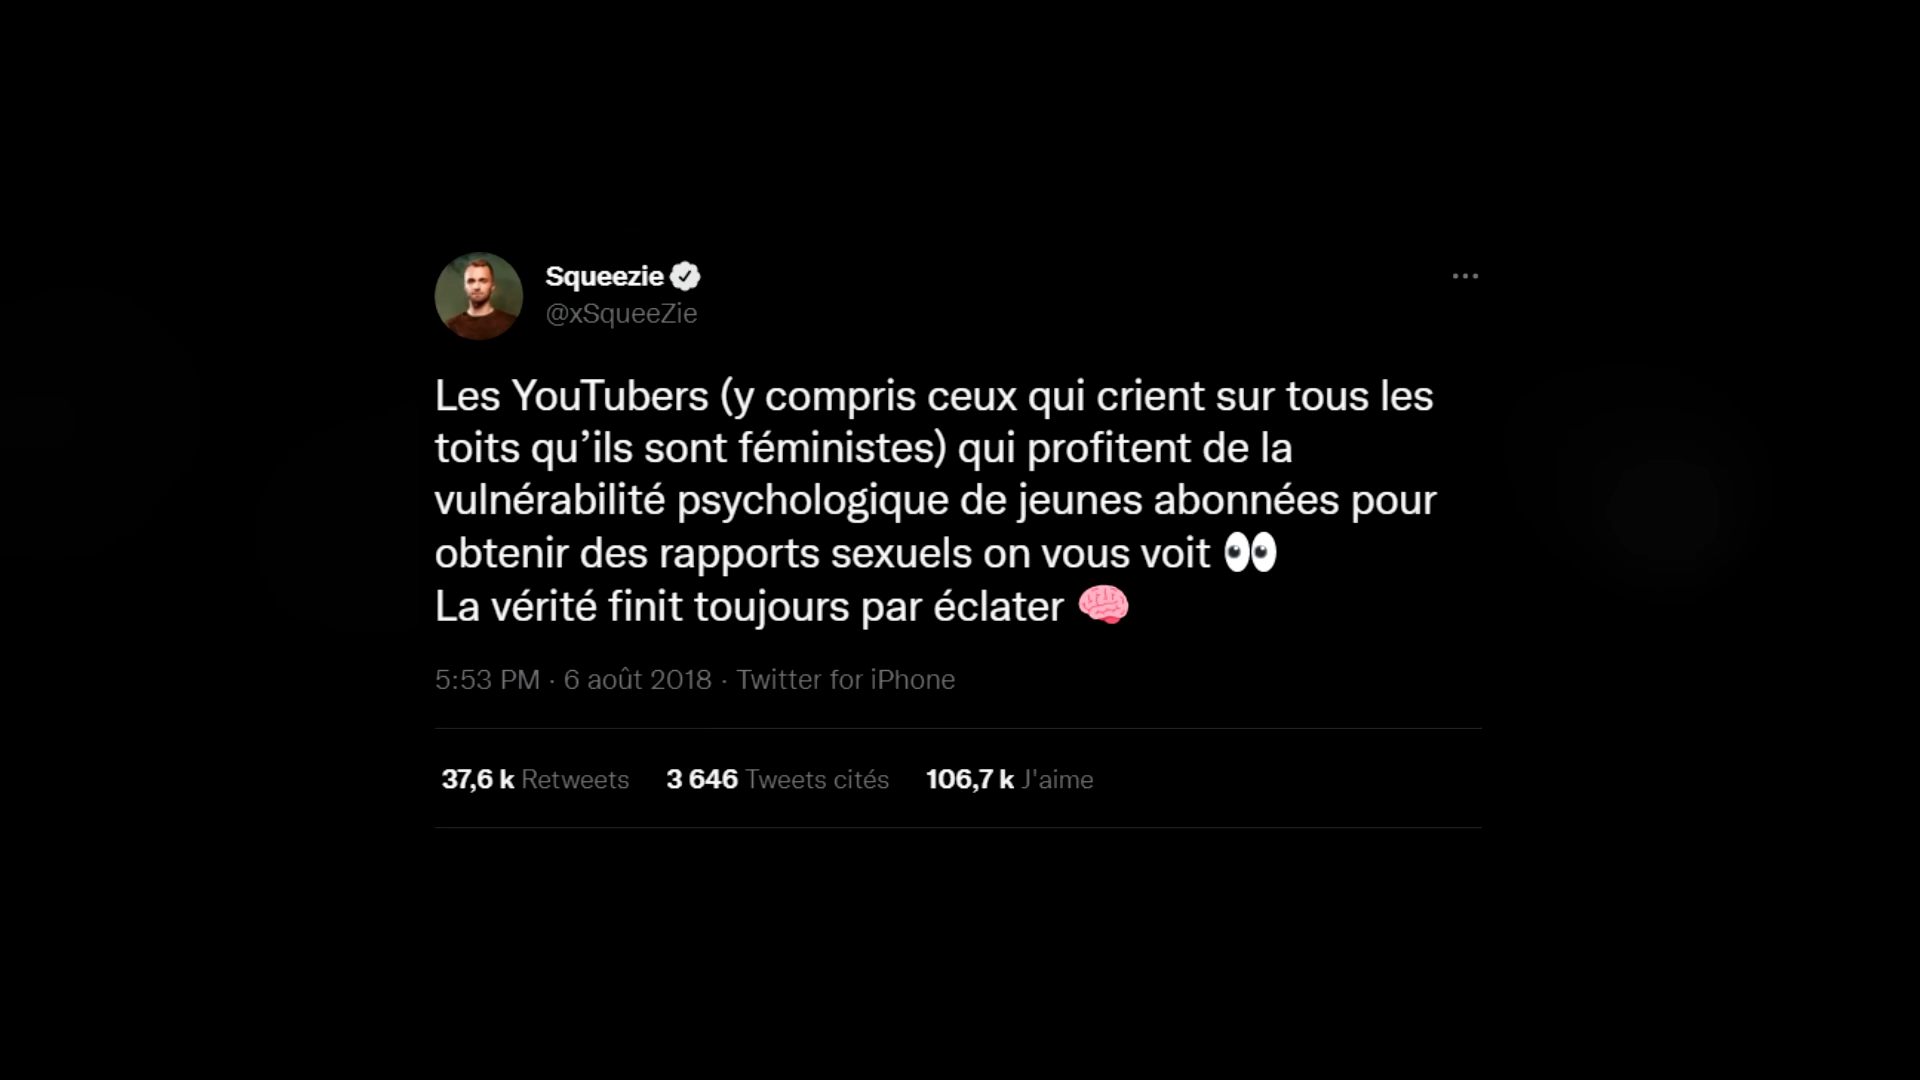 Squeezie
@xSqueeZie
Les YouTubers (y compris ceux qui crient sur tous les
toits qu’ils sont féministes) qui profitent de la
vulnérabilité psychologique de jeunes abonnées pour
obtenir des rapports sexuels on vous voit 👀
La vérité finit toujours par éclater 🧠
5:53 PM · 6 août 2018 · Twitter for iPhone
37,6 k Retweets 3 646 Tweets cités 106,7 k J'aime